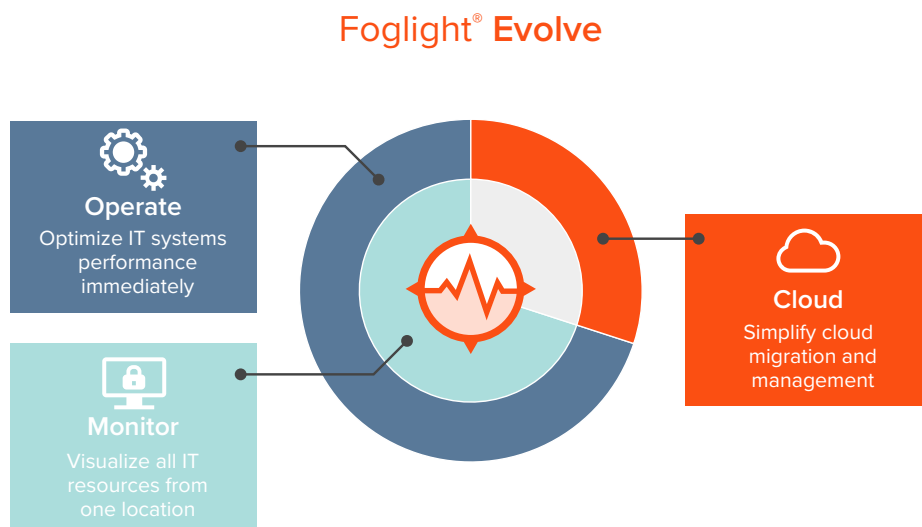 Foglight® Evolve
Operate
Optimize IT systems
performance
immediately
Monitor
Visualize all IT
resources from
one location
Cloud
Simplify cloud
migration and
management